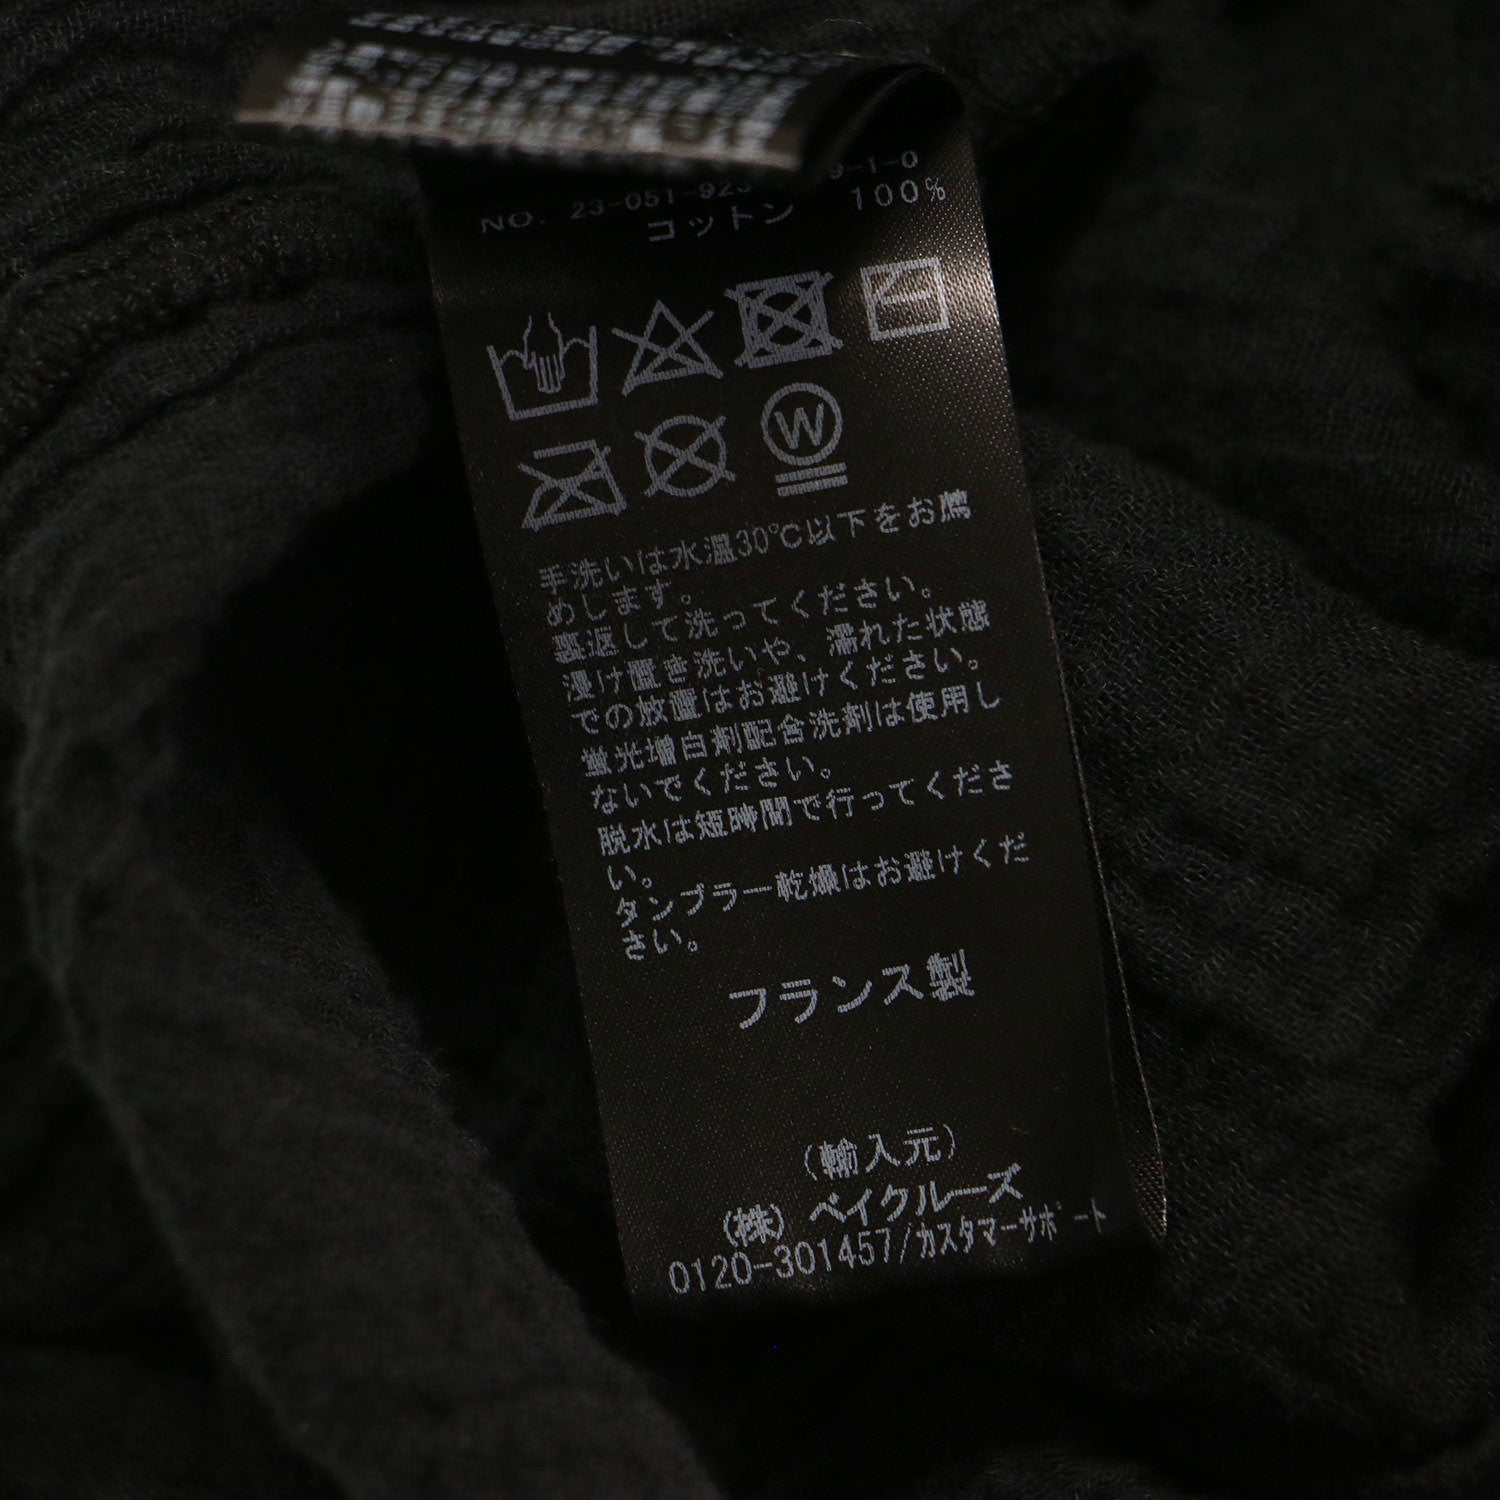 NO. 23-051-923 9-1-0
コットン 100%
W
手洗いは水温30℃以下をお薦
めします。
裏返して洗ってください。
浸け置き洗いや、濡れた状態
での放置はお避けください。
蛍光増白剤配合洗剤は使用し
ないでください。
脱水は短時間で行ってくださ
い。
タンブラー乾燥はお避けくだ
さい。
フランス製
(輸入元)
(株) ベイクルーズ
0120-301457/ｶｽﾀﾏｰｻﾎﾟｰﾄ